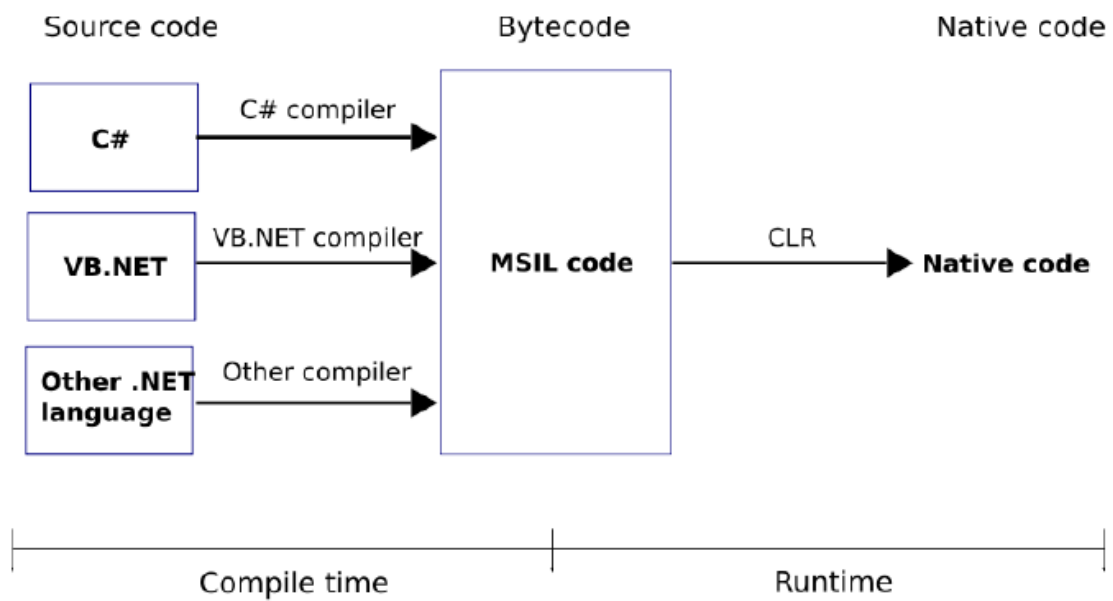 Source code
Bytecode
Native code
C#
C# compiler
VB.NET
VB.NET compiler
MSIL code
CLR
Native code
Other .NET
language
Other compiler
Compile time
Runtime